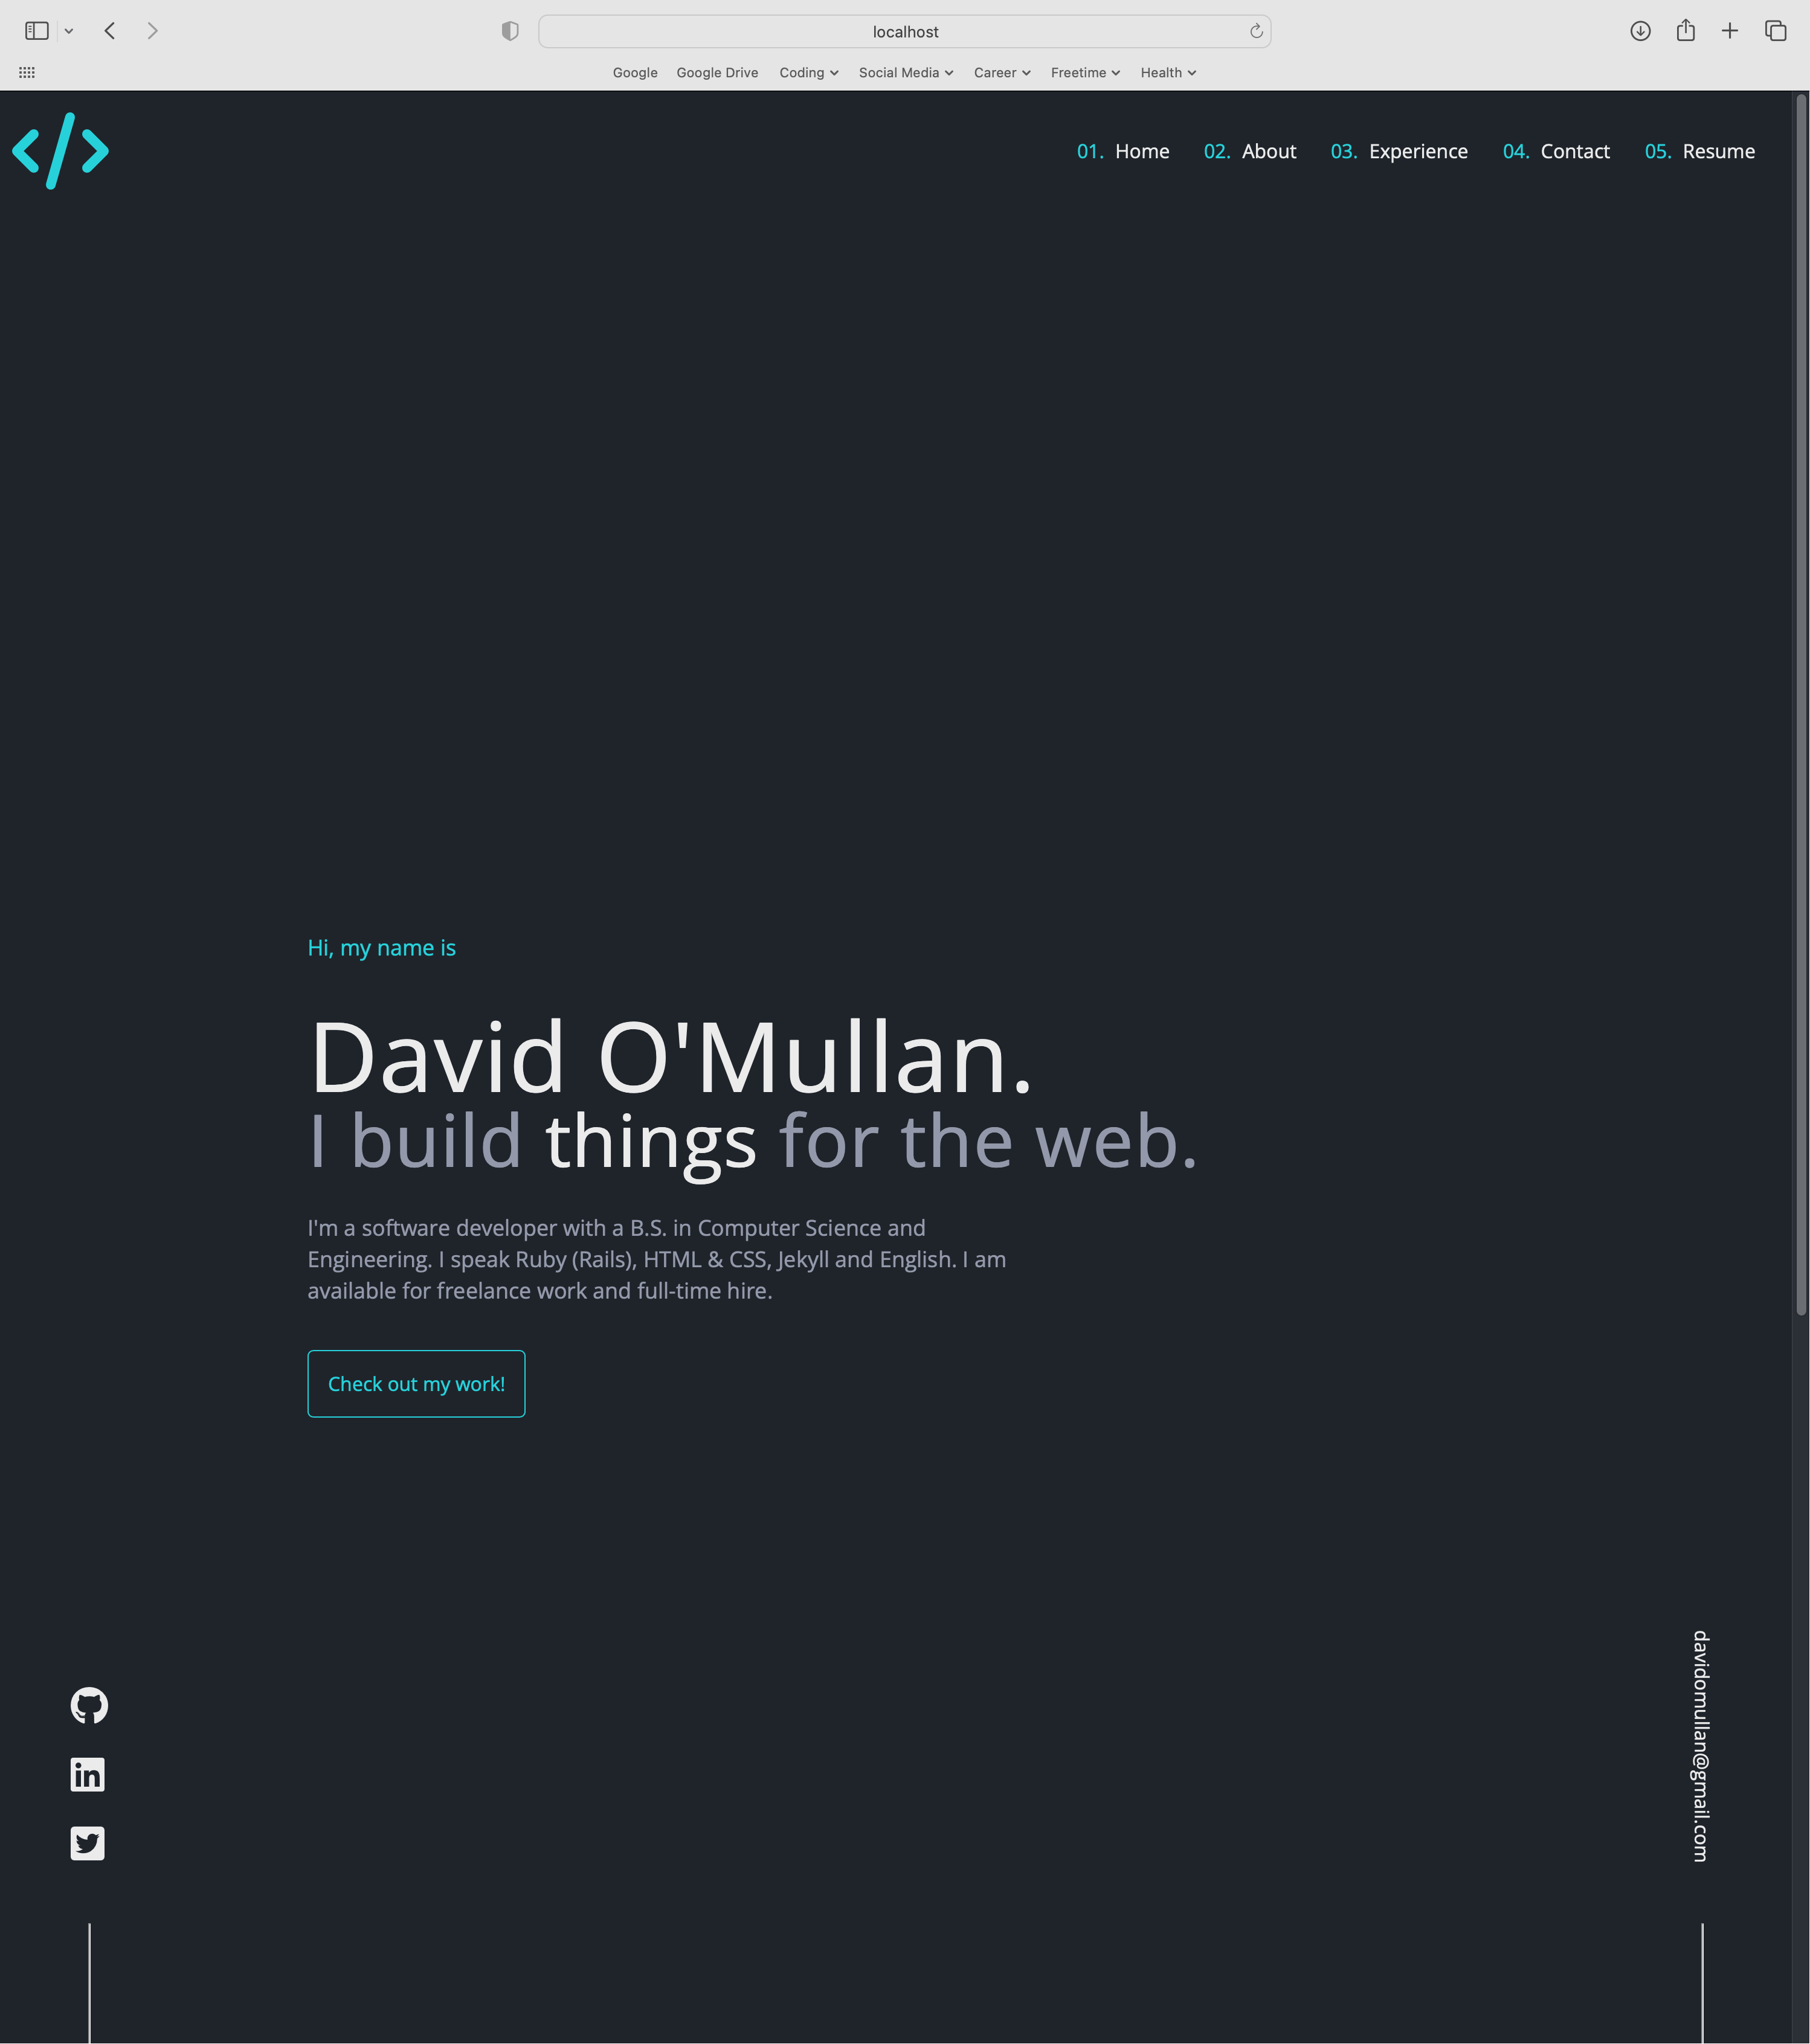 localhost
Google Google Drive Coding Social Media Career Freetime Health
</>
01. Home 02. About 03. Experience 04. Contact 05. Resume
Hi, my name is
David O'Mullan.
I build things for the web.
I'm a software developer with a B.S. in Computer Science and
Engineering. I speak Ruby (Rails), HTML & CSS, Jekyll and English. I am
available for freelance work and full-time hire.
Check out my work!
in
davidomullan@gmail.com